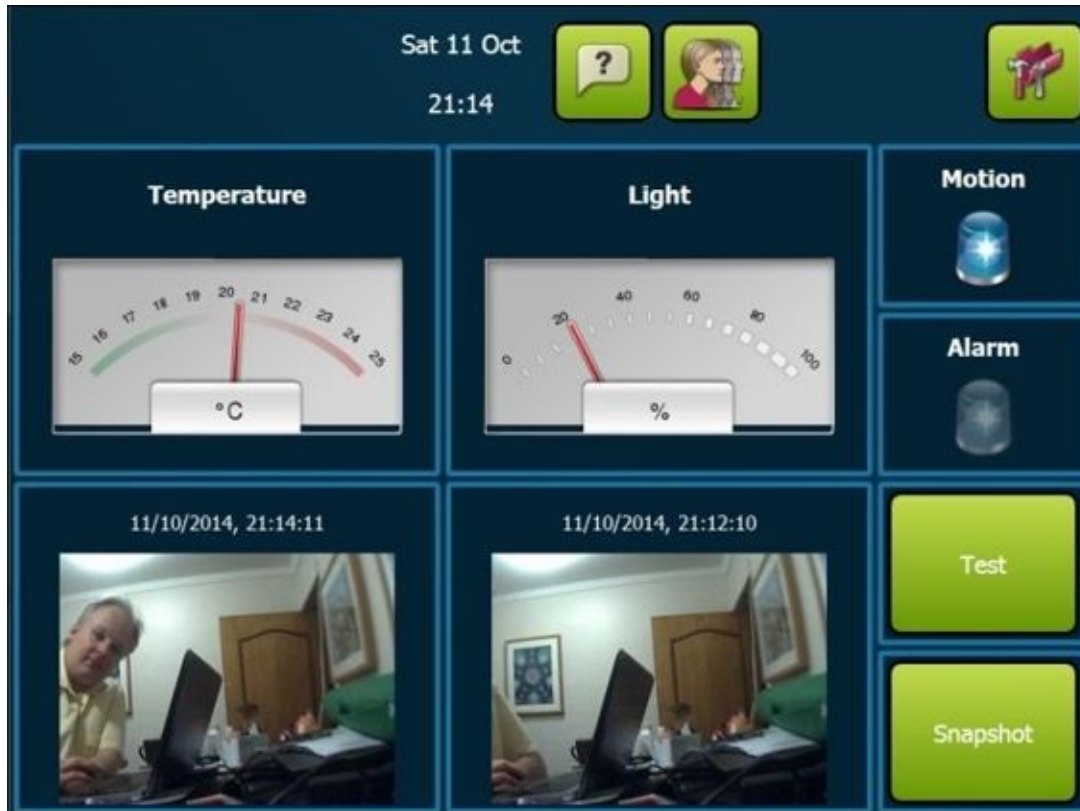 Sat 11 Oct
?
21:14
Temperature
Light
Motion
15 16 17 18 19 20 21 22 23 24 25
°C
0 20 40 60 80 100
%
Alarm
11/10/2014, 21:14:11
11/10/2014, 21:12:10
Test
Snapshot